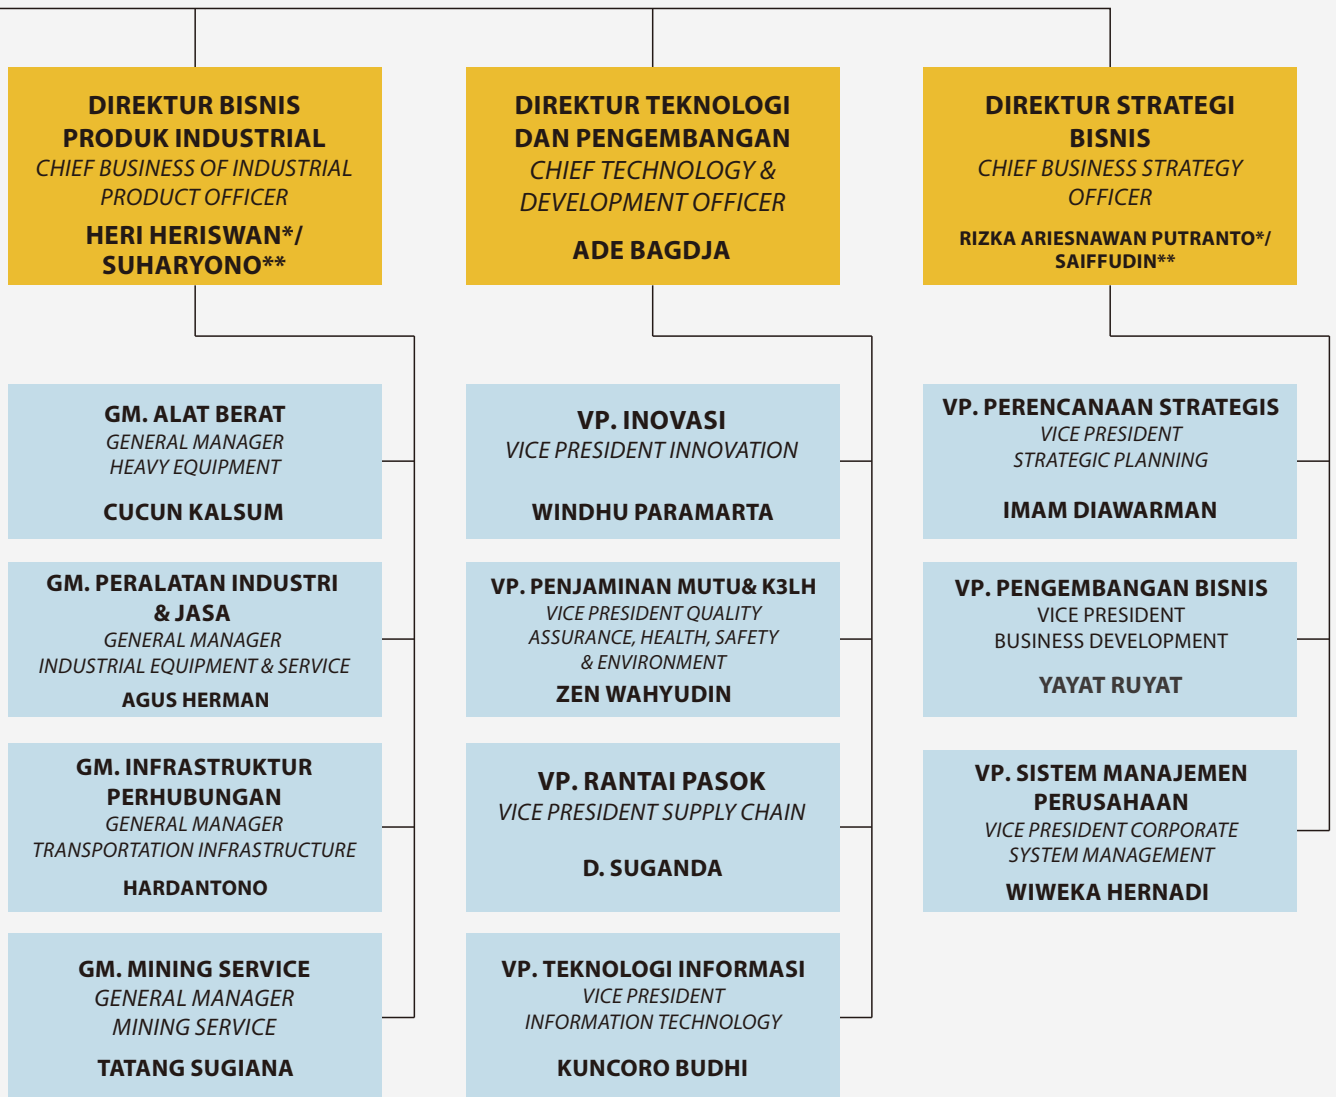 DIREKTUR BISNIS
PRODUK INDUSTRIAL
CHIEF BUSINESS OF INDUSTRIAL
PRODUCT OFFICER
HERI HERISWAN*/
SUHARYONO**
GM. ALAT BERAT
GENERAL MANAGER
HEAVY EQUIPMENT
CUCUN KALSUM
GM. PERALATAN INDUSTRI
& JASA
GENERAL MANAGER
INDUSTRIAL EQUIPMENT & SERVICE
AGUS HERMAN
GM. INFRASTRUKTUR
PERHUBUNGAN
GENERAL MANAGER
TRANSPORTATION INFRASTRUCTURE
HARDANTONO
GM. MINING SERVICE
GENERAL MANAGER
MINING SERVICE
TATANG SUGIANA
DIREKTUR TEKNOLOGI
DAN PENGEMBANGAN
CHIEF TECHNOLOGY &
DEVELOPMENT OFFICER
ADE BAGDJA
VP. INOVASI
VICE PRESIDENT INNOVATION
WINDHU PARAMARTA
VP. PENJAMINAN MUTU& K3LH
VICE PRESIDENT QUALITY
ASSURANCE, HEALTH, SAFETY
& ENVIRONMENT
ZEN WAHYUDIN
VP. RANTAI PASOK
VICE PRESIDENT SUPPLY CHAIN
D. SUGANDA
VP. TEKNOLOGI INFORMASI
VICE PRESIDENT
INFORMATION TECHNOLOGY
KUNCORO BUDHI
DIREKTUR STRATEGI
BISNIS
CHIEF BUSINESS STRATEGY
OFFICER
RIZKA ARIESNAWAN PUTRANTO*/
SAIFFUDIN**
VP. PERENCANAAN STRATEGIS
VICE PRESIDENT
STRATEGIC PLANNING
IMAM DIAWARMAN
VP. PENGEMBANGAN BISNIS
VICE PRESIDENT
BUSINESS DEVELOPMENT
YAYAT RUYAT
VP. SISTEM MANAJEMEN
PERUSAHAAN
VICE PRESIDENT CORPORATE
SYSTEM MANAGEMENT
WIWEKA HERNADI